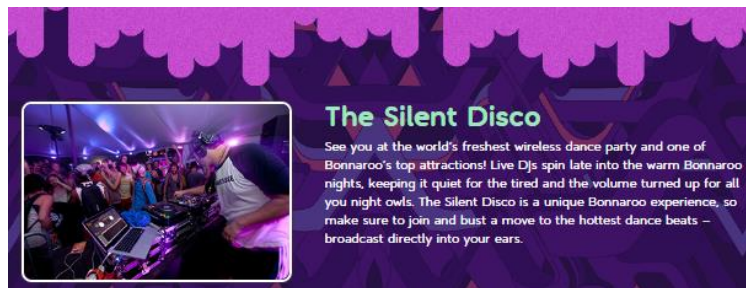 The Silent Disco
See you at the world's freshest wireless dance party and one of
Bonnaroo's top attractions! Live DJs spin late into the warm Bonnaroo
nights, keeping it quiet for the tired and the volume turned up for all
you night owls. The Silent Disco is a unique Bonnaroo experience, so
make sure to join and bust a move to the hottest dance beats –
broadcast directly into your ears.